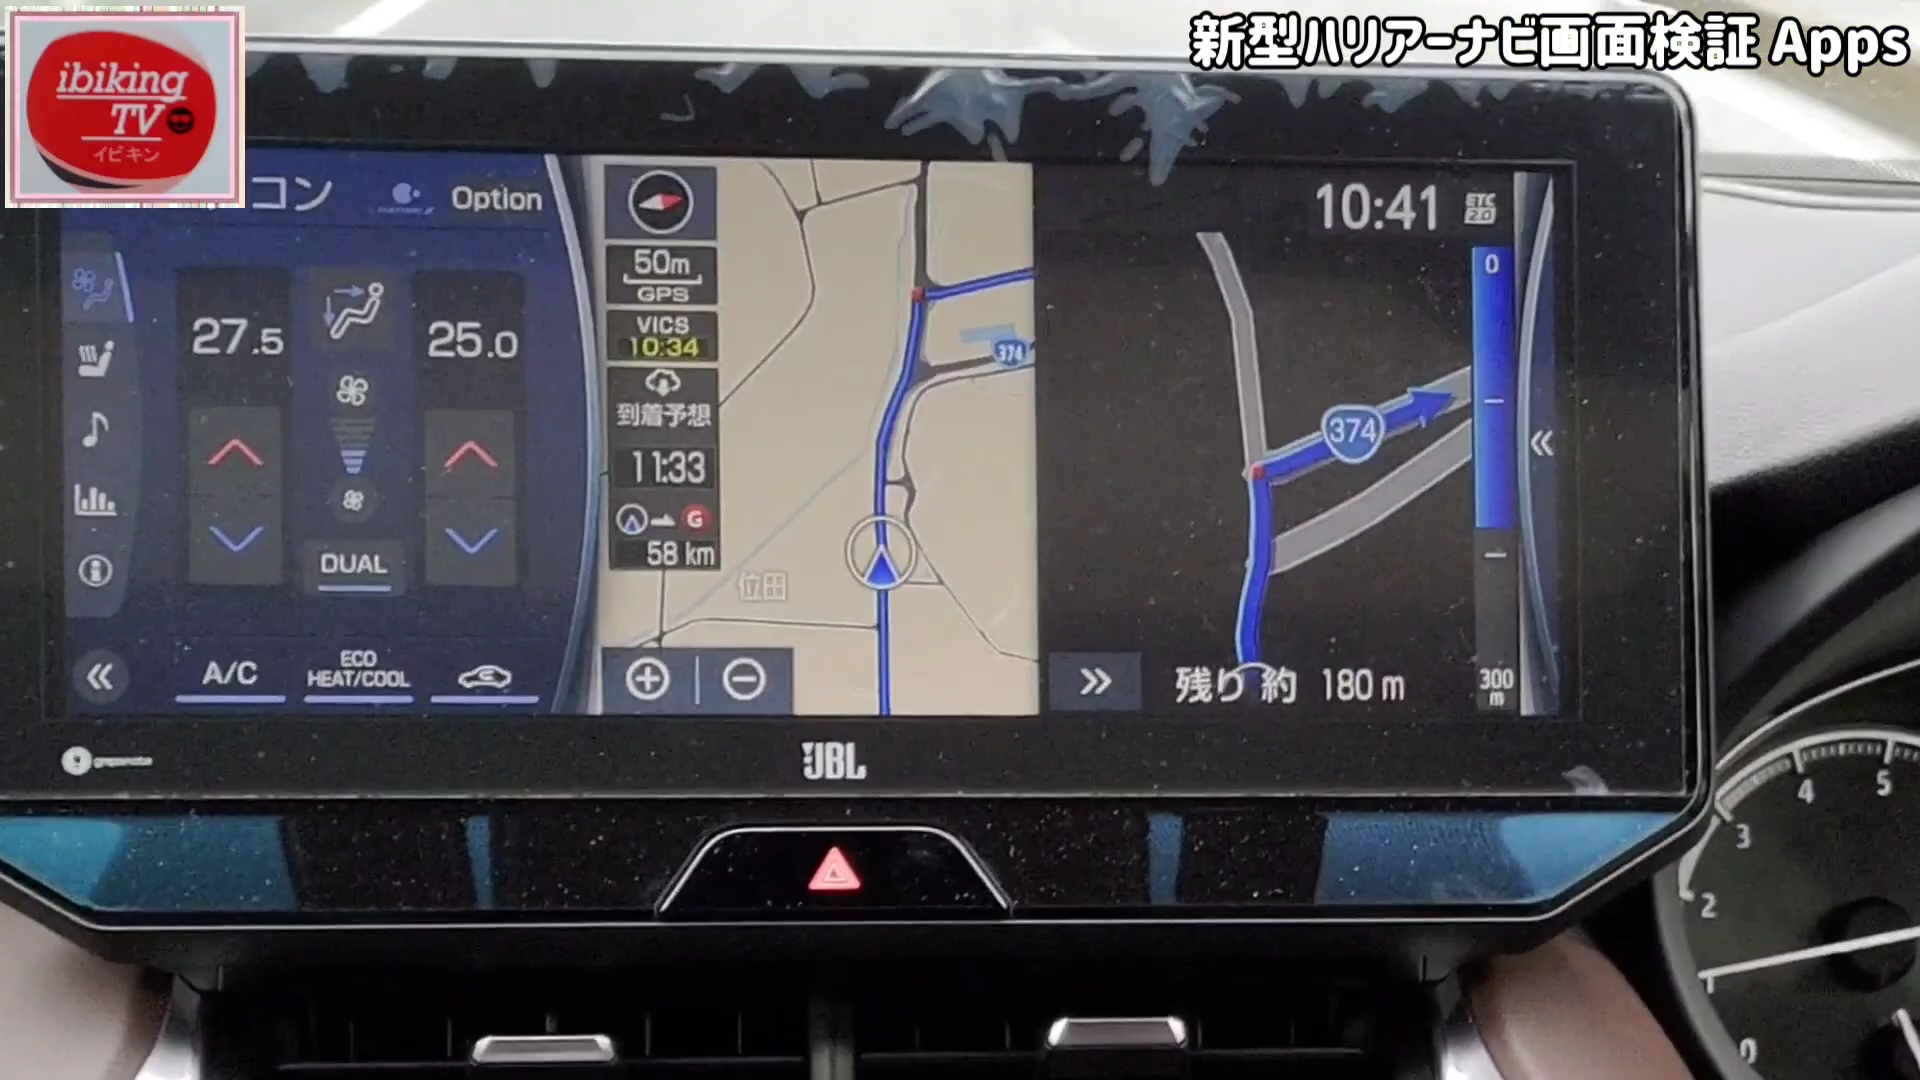 新型ハリアーナビ画面検証 Apps
ibiking
TV
イビキン
コン
Option
27.5
25.0
DUAL
A/C
ECO
HEAT/COOL
50m
GPS
VICS
10:34
到着予想
11:33
G
58 km
位田
374
10:41
ETC
2.0
0
374
300
m
残り 約 180 m
JBL
5
4
3
2
1
0